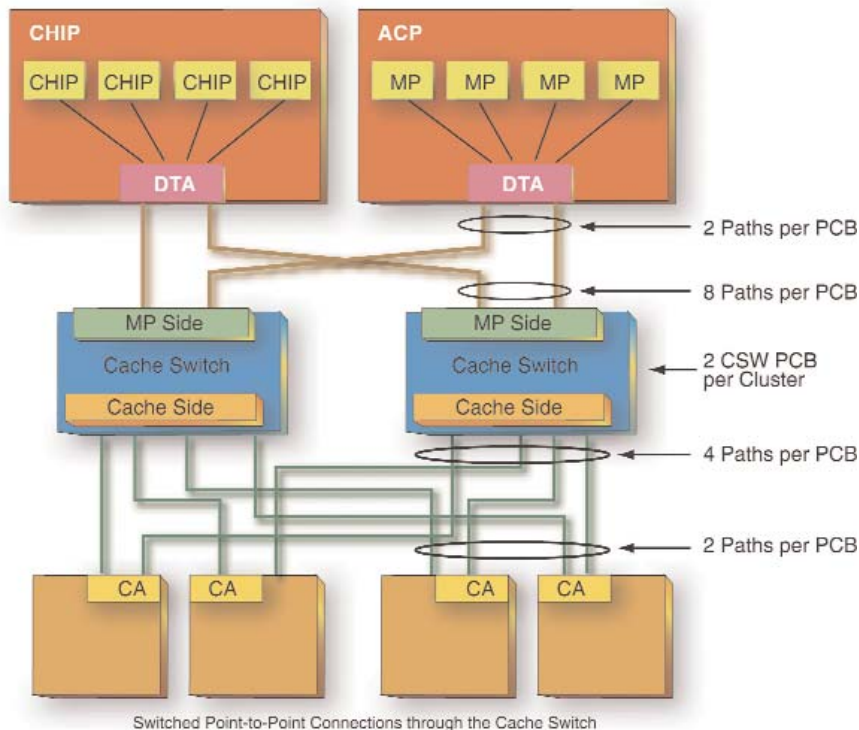 CHIP
ACP
CHIP CHIP CHIP CHIP
MP MP MP MP
DTA
DTA
2 Paths per PCB
8 Paths per PCB
MP Side
MP Side
Cache Switch
Cache Switch
2 CSW PCB
per Cluster
Cache Side
Cache Side
4 Paths per PCB
2 Paths per PCB
CA
CA
CA
CA
Switched Point-to-Point Connections through the Cache Switch